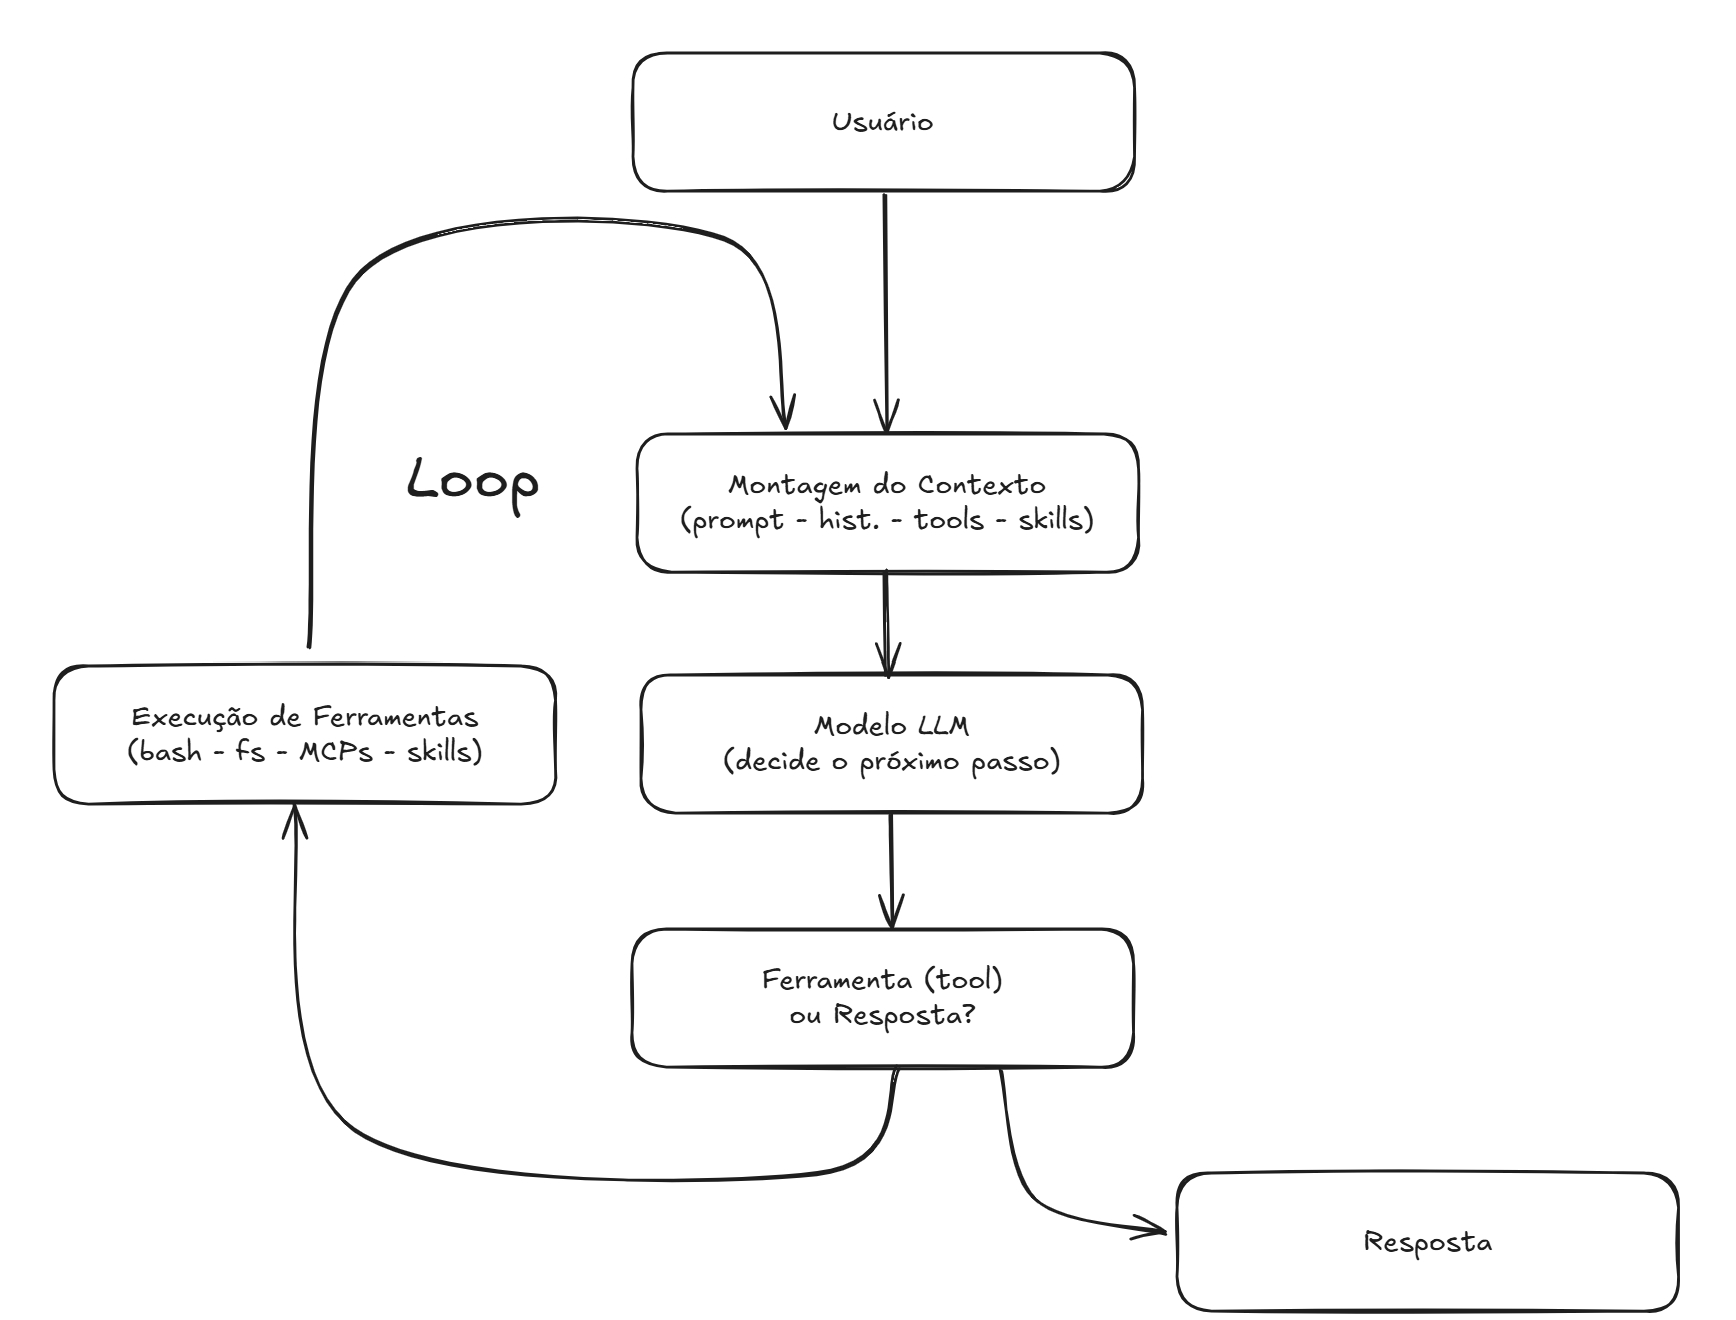 Usuário
Loop
Montagem do Contexto
(prompt - hist. - tools - skills)
Execução de Ferramentas
(bash - fs - MCPs - skills)
Modelo LLM
(decide o próximo passo)
Ferramenta (tool)
ou Resposta?
Resposta